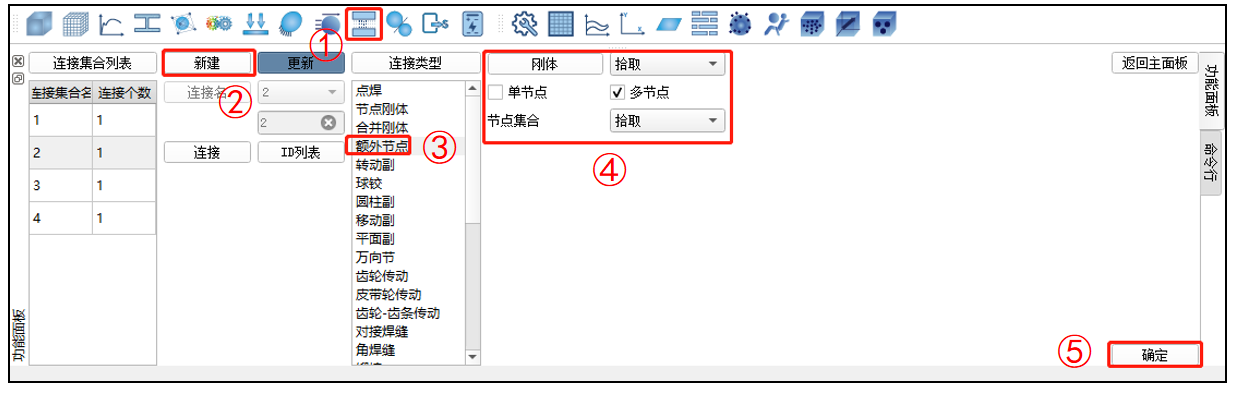 ①
连接集合列表 新建 更新 连接类型 刚体 拾取 返回主面板
连接集合名 连接个数 连接名 2
②
1 1
2 1
3 1
4 1
2
连接 ID列表
点焊
节点刚体
合并刚体
额外节点
③
转动副
球铰
圆柱副
移动副
平面副
万向节
齿轮传动
皮带轮传动
齿轮-齿条传动
对接焊缝
角焊缝
单节点 多节点
节点集合 拾取
④
⑤
确定
功能面板
命令行
功能面板